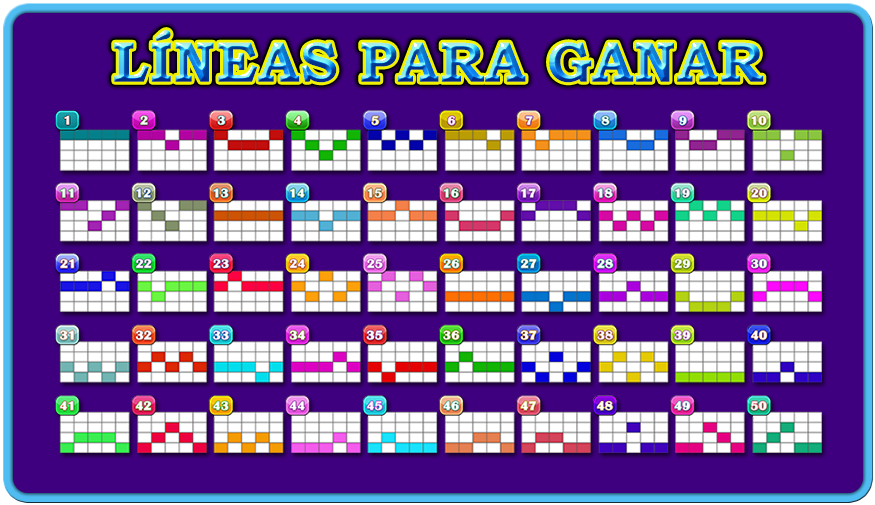 LÍNEAS PARA GANAR
1 2 3 4 5 6 7 8 9 10
11 12 13 14 15 16 17 18 19 20
21 22 23 24 25 26 27 28 29 30
31 32 33 34 35 36 37 38 39 40
41 42 43 44 45 46 47 48 49 50